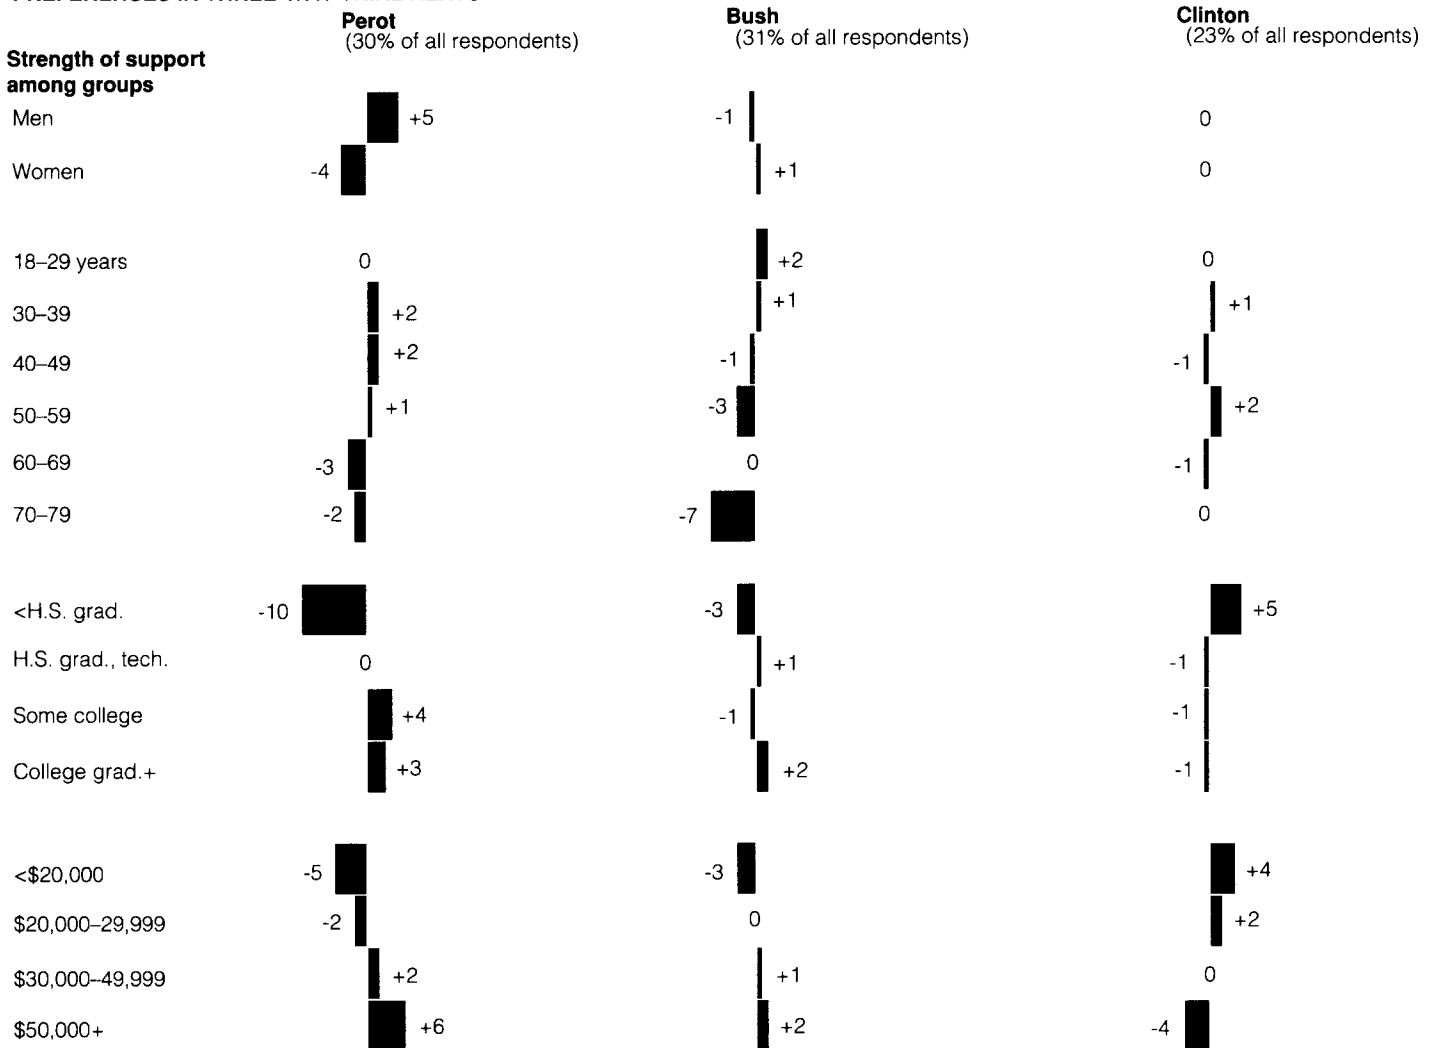 Perot Bush Clinton
(30% of all respondents) (31% of all respondents) (23% of all respondents)
Strength of support
among groups
Men +5 -1 0
Women -4 +1 0
18–29 years 0 +2 0
30–39 +2 +1 +1
40–49 +2 -1 -1
50–59 +1 -3 +2
60–69 -3 0 -1
70–79 -2 -7 0
<H.S. grad. -10 -3 +5
H.S. grad., tech. 0 +1 -1
Some college +4 -1 -1
College grad.+ +3 +2 -1
<$20,000 -5 -3 +4
$20,000–29,999 -2 0 +2
$30,000–49,999 +2 +1 0
$50,000+ +6 +2 -4